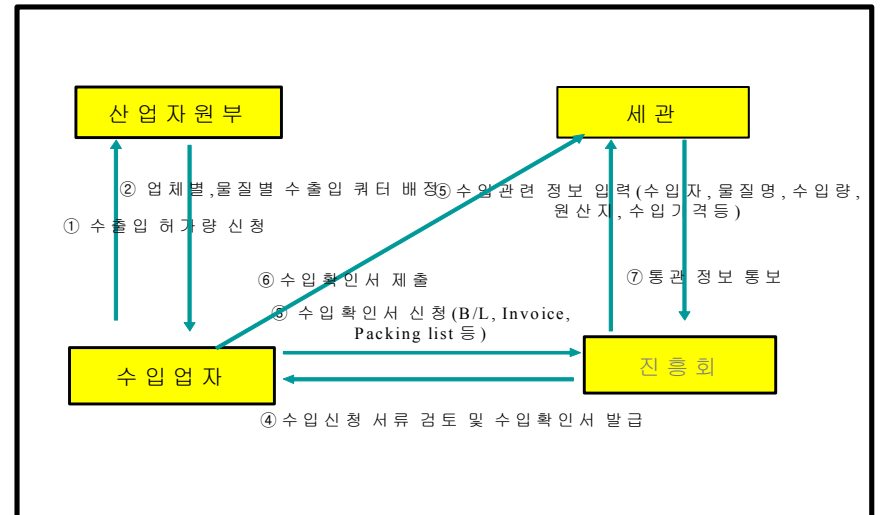 산업자원부
세관
② 업체별,물질별 수출입 쿼터 배정
⑤수입관련 정보 입력(수입자,물질명,수입량,
원산지,수입가격등)
① 수출입 허가량 신청
⑥수입확인서 제출
⑦통관 정보 통보
수입확인서 신청(B/L, Invoice,
Packing list 등)
수입업자
진흥회
④수입신청 서류 검토 및 수입확인서 발급